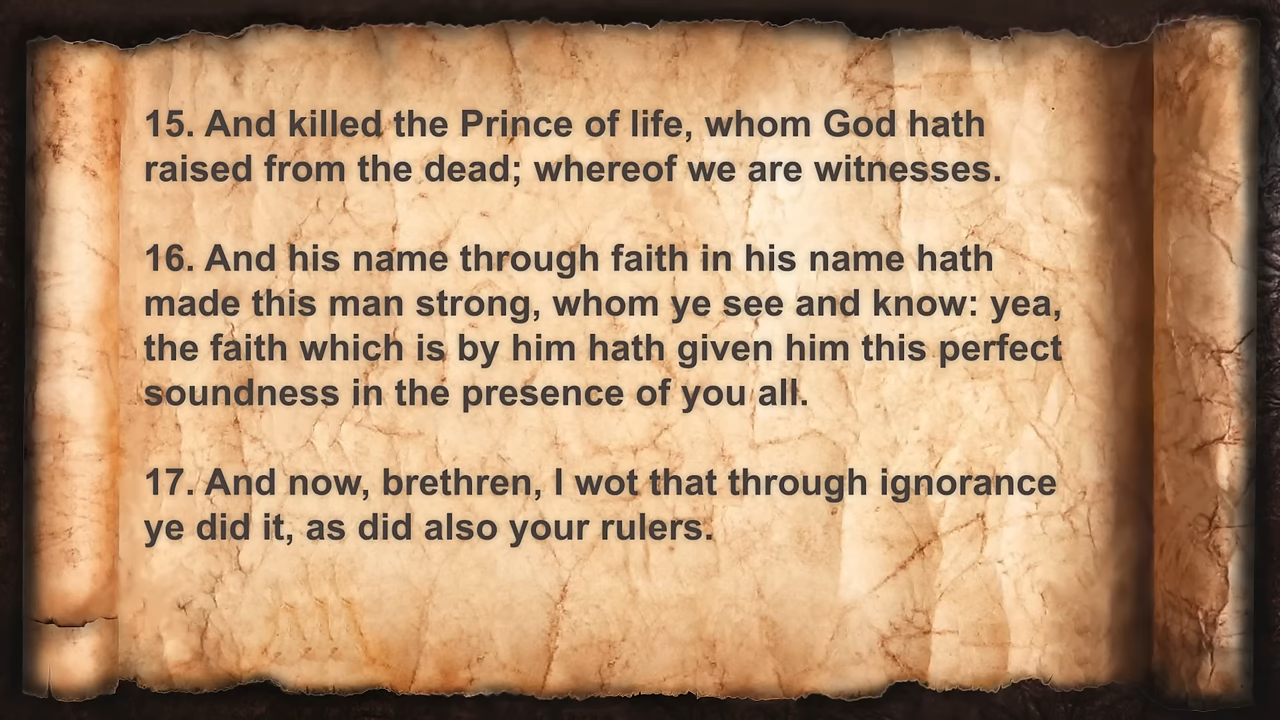 15. And killed the Prince of life, whom God hath
raised from the dead; whereof we are witnesses.
16. And his name through faith in his name hath
made this man strong, whom ye see and know: yea,
the faith which is by him hath given him this perfect
soundness in the presence of you all.
17. And now, brethren, I wot that through ignorance
ye did it, as did also your rulers.